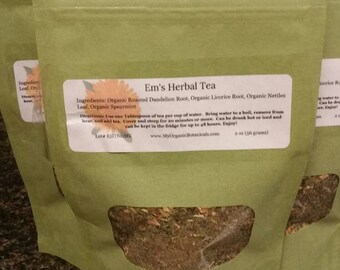 Em's Herbal Tea
Ingredients: Organic Roasted Dandelion Root, Organic Licorice Root, Organic Nettles
Leaf, Organic Spearmint
Directions: Use one Tablespoon of tea per cup of water. Bring water to a boil, remove from
heat, and add tea. Cover and steep for 20 minutes or more. Can be drank hot or iced and
can be kept in the fridge for up to 48 hours. Enjoy!
Lot#
www.MyOrganicBotanicals.com
2 oz (56 grams)